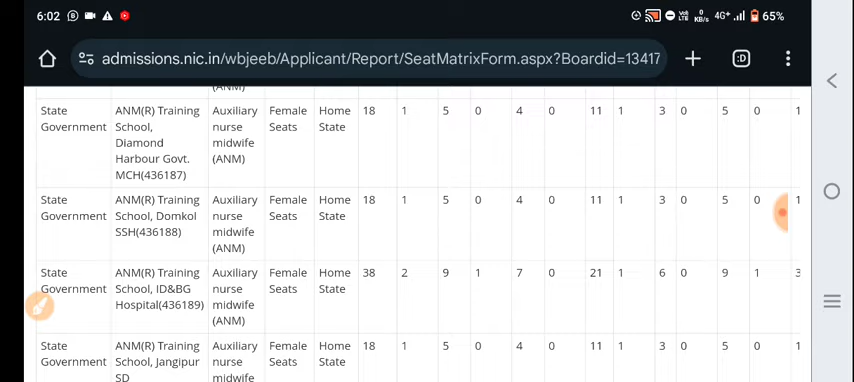 6:02 0 KB/s Vo) LTE 4G+ 65%
admissions.nic.in/wbjeeb/Applicant/Report/SeatMatrixForm.aspx?Boardid=13417 :D
(ANM)
State Government ANM(R) Training School, Diamond Harbour Govt. MCH(436187) Auxiliary nurse midwife (ANM) Female Seats Home State 18 1 5 0 4 0 11 1 3 0 5 0 1
State Government ANM(R) Training School, Domkol SSH(436188) Auxiliary nurse midwife (ANM) Female Seats Home State 18 1 5 0 4 0 11 1 3 0 5 0 1
State Government ANM(R) Training School, ID&BG Hospital(436189) Auxiliary nurse midwife (ANM) Female Seats Home State 38 2 9 1 7 0 21 1 6 0 9 1 3
State Government ANM(R) Training School, Jangipur SD Auxiliary nurse midwife Female Seats Home State 18 1 5 0 4 0 11 1 3 0 5 0 1